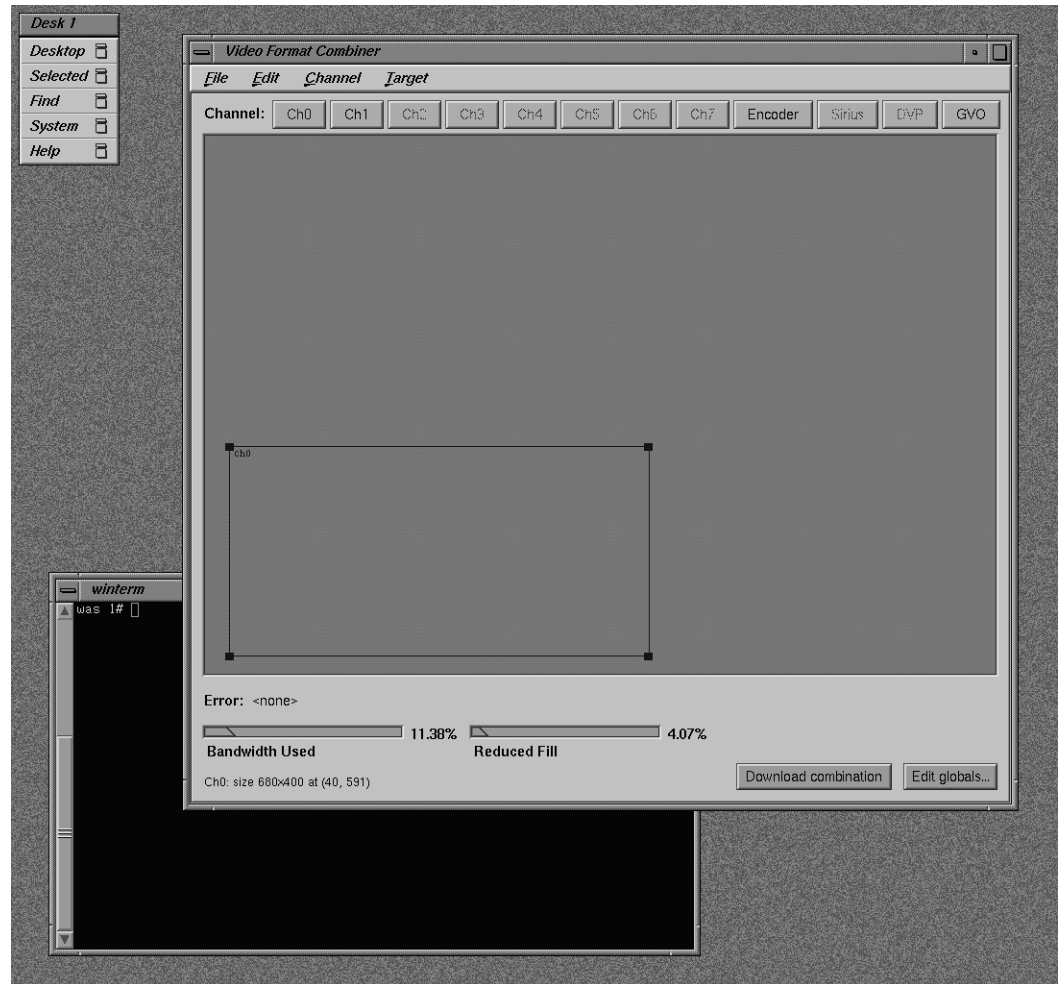 Desk 1
Desktop
Selected
Find
System
Help
Video Format Combiner
File Edit Channel Target
Channel: Ch0 Ch1 Ch2 Ch3 Ch4 Ch5 Ch6 Ch7 Encoder Sirius DVP GVO
Ch0
winterm
was 1#
Error: <none>
11.38% 4.07%
Bandwidth Used Reduced Fill
Ch0: size 680x400 at (40, 591)
Download combination Edit globals...